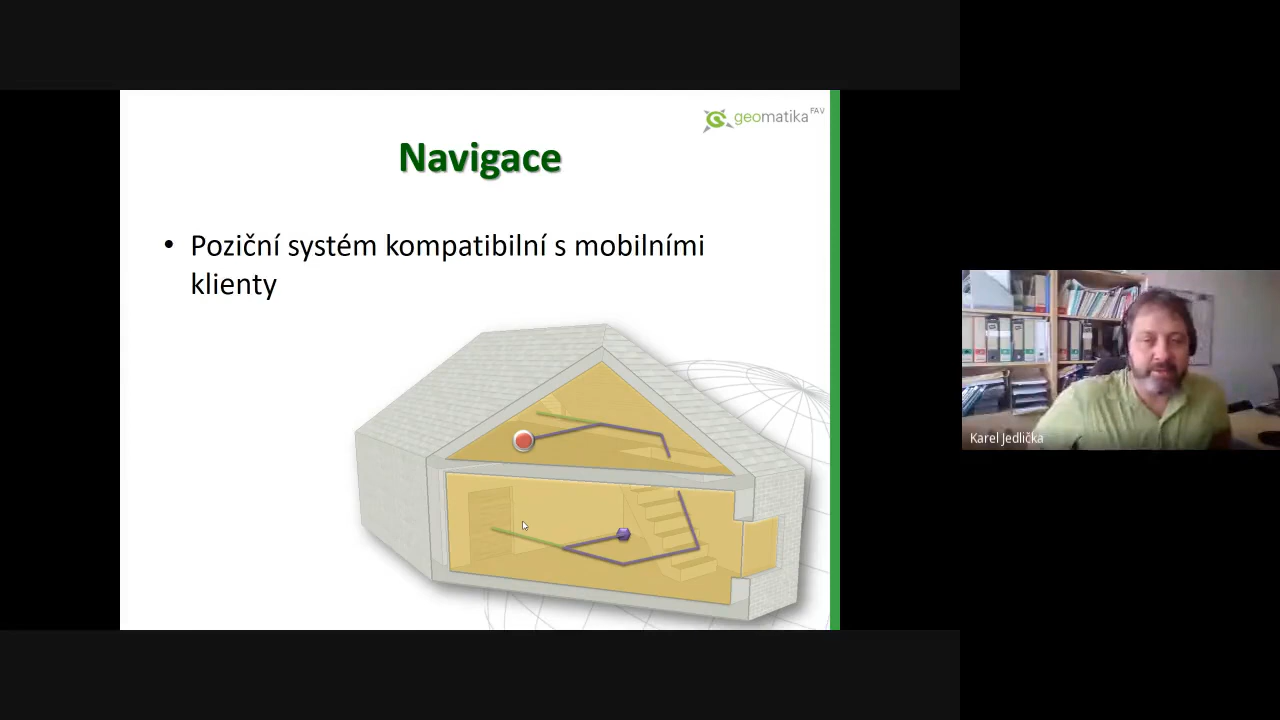 geomatika FAV
Navigace
• Poziční systém kompatibilní s mobilními
klienty
Karel Jedlička